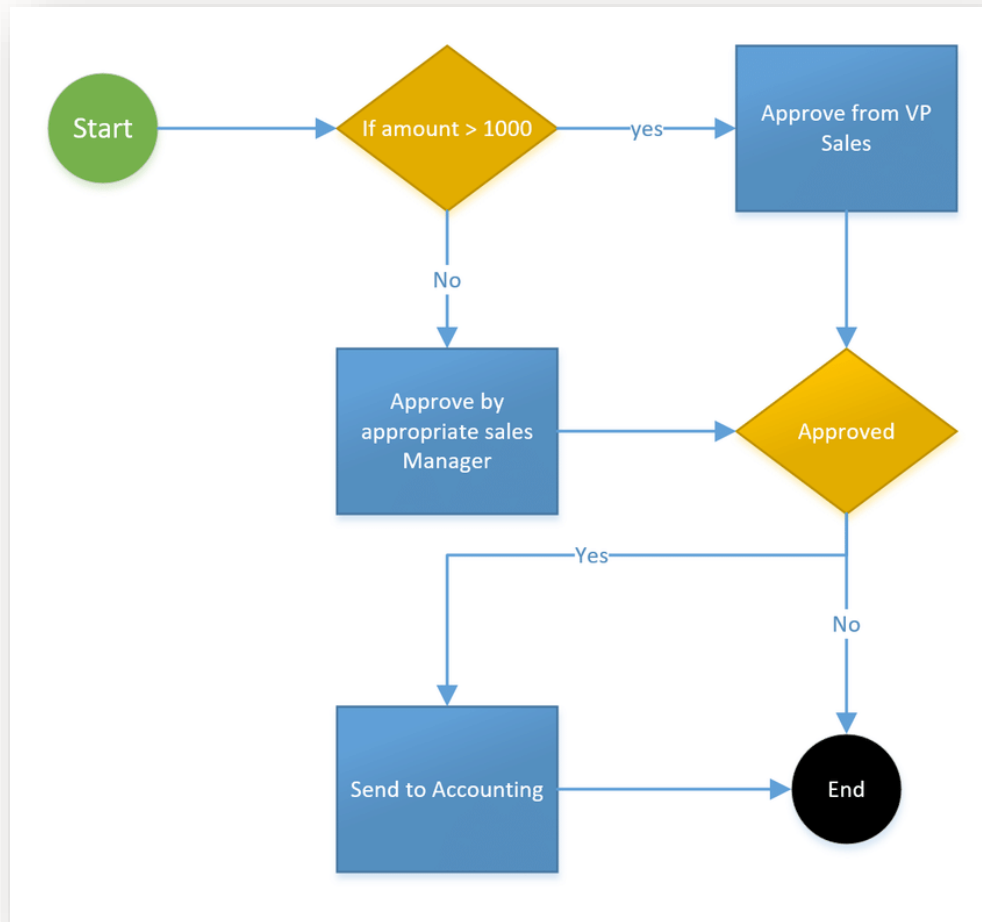 Start
If amount > 1000
yes
Approve from VP
Sales
No
Approve by
appropriate sales
Manager
Approved
Yes
No
Send to Accounting
End